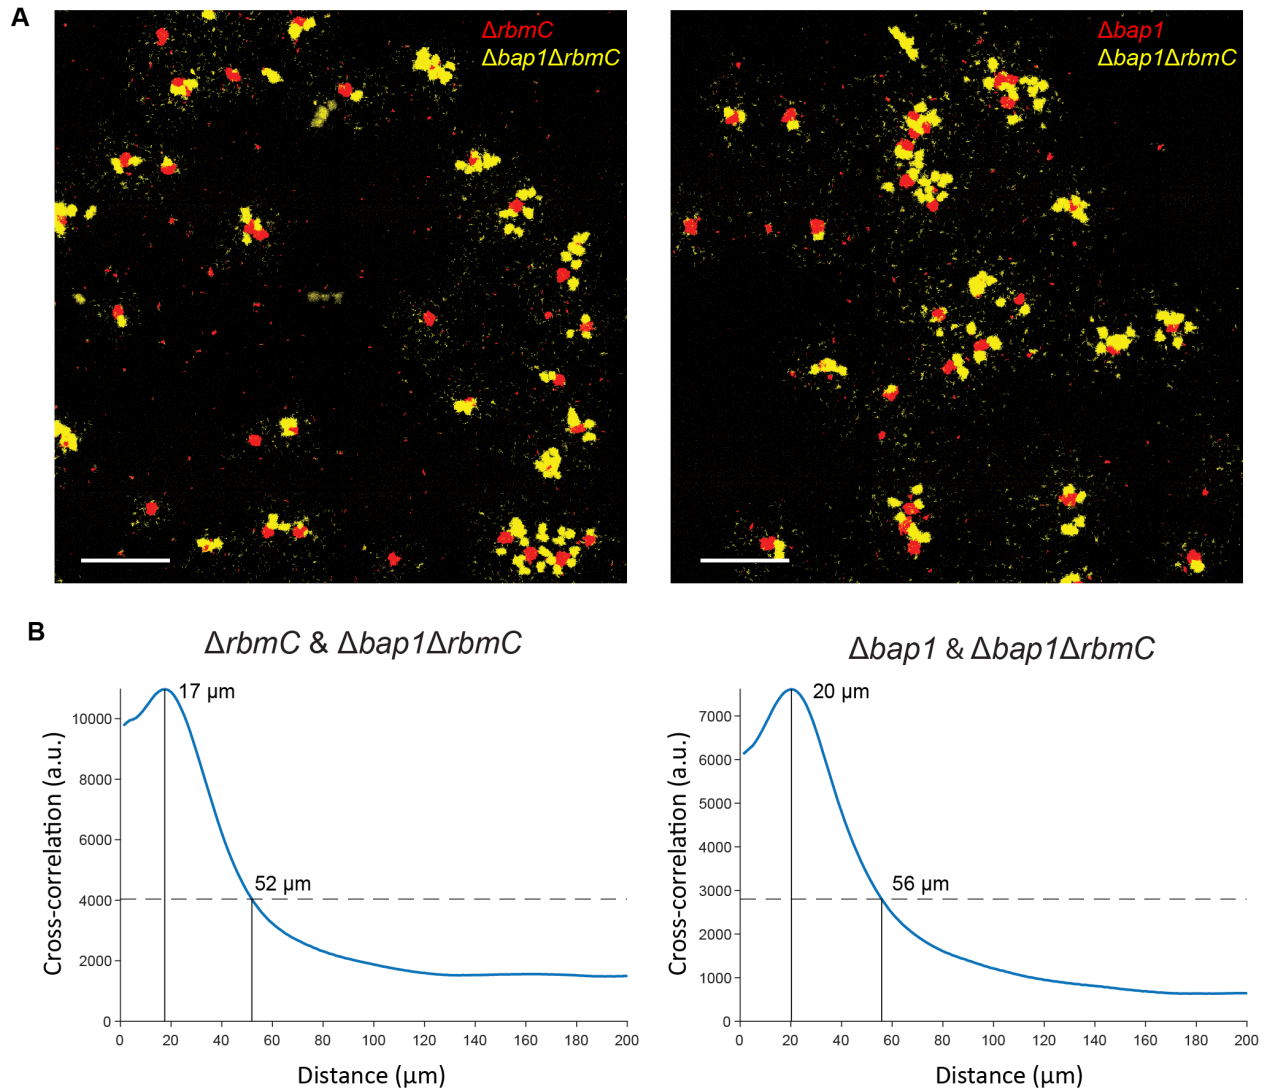 A
ΔrbmC
Δbap1ΔrbmC
Δbap1
Δbap1ΔrbmC
B
ΔrbmC & Δbap1ΔrbmC
17 µm
52 µm
10000
8000
6000
4000
2000
0
Cross-correlation (a.u.)
0 20 40 60 80 100 120 140 160 180 200
Distance (µm)
Δbap1 & Δbap1ΔrbmC
20 µm
56 µm
7000
6000
5000
4000
3000
2000
1000
0
Cross-correlation (a.u.)
0 20 40 60 80 100 120 140 160 180 200
Distance (µm)